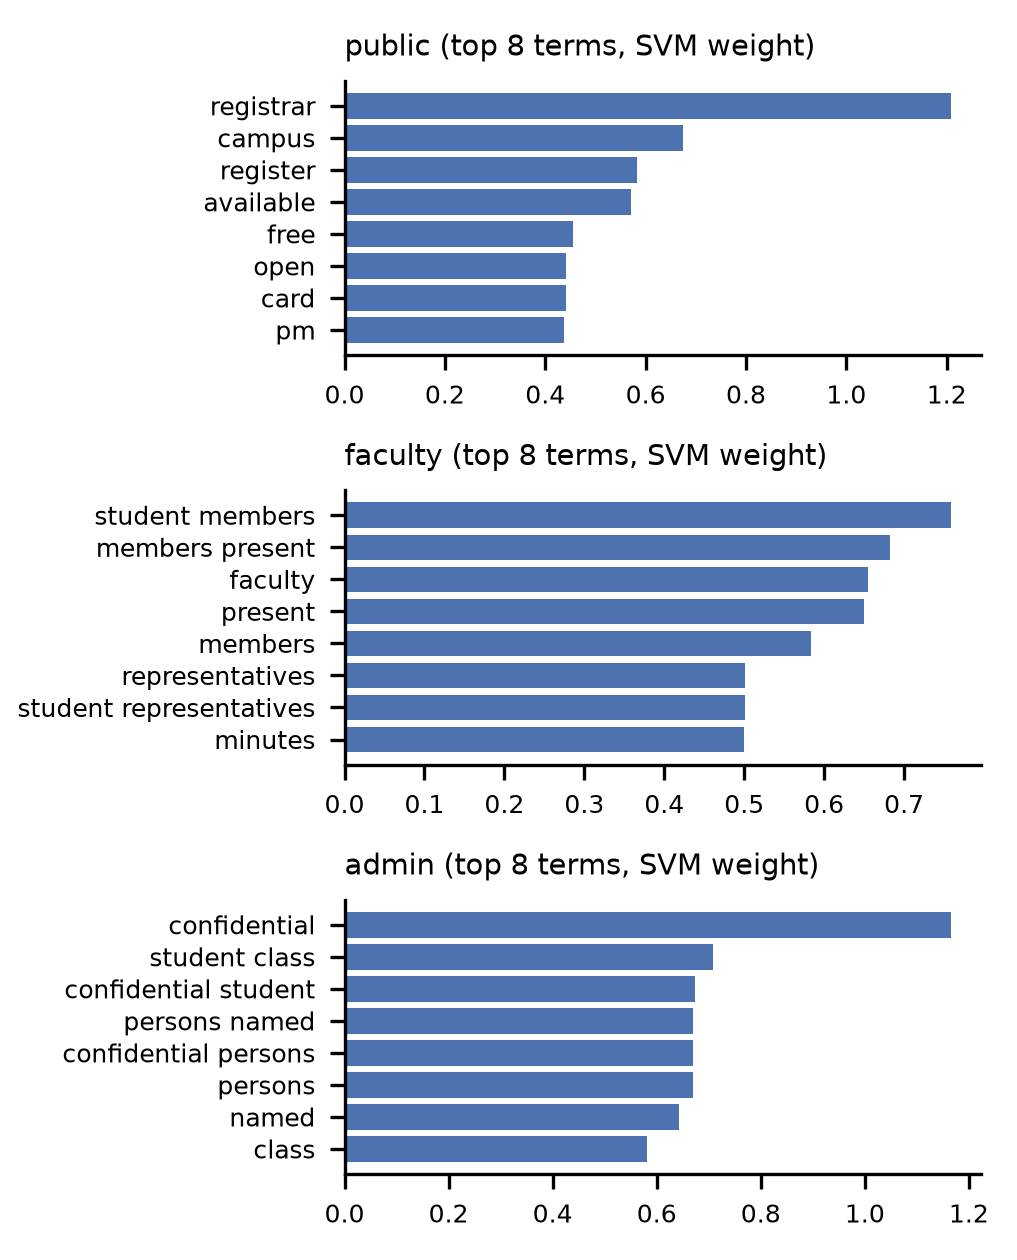 public (top 8 terms, SVM weight)
registrar
campus
register
available
free
open
card
pm
0.0 0.2 0.4 0.6 0.8 1.0 1.2
faculty (top 8 terms, SVM weight)
student members
members present
faculty
present
members
representatives
student representatives
minutes
0.0 0.1 0.2 0.3 0.4 0.5 0.6 0.7
admin (top 8 terms, SVM weight)
confidential
student class
confidential student
persons named
confidential persons
persons
named
class
0.0 0.2 0.4 0.6 0.8 1.0 1.2